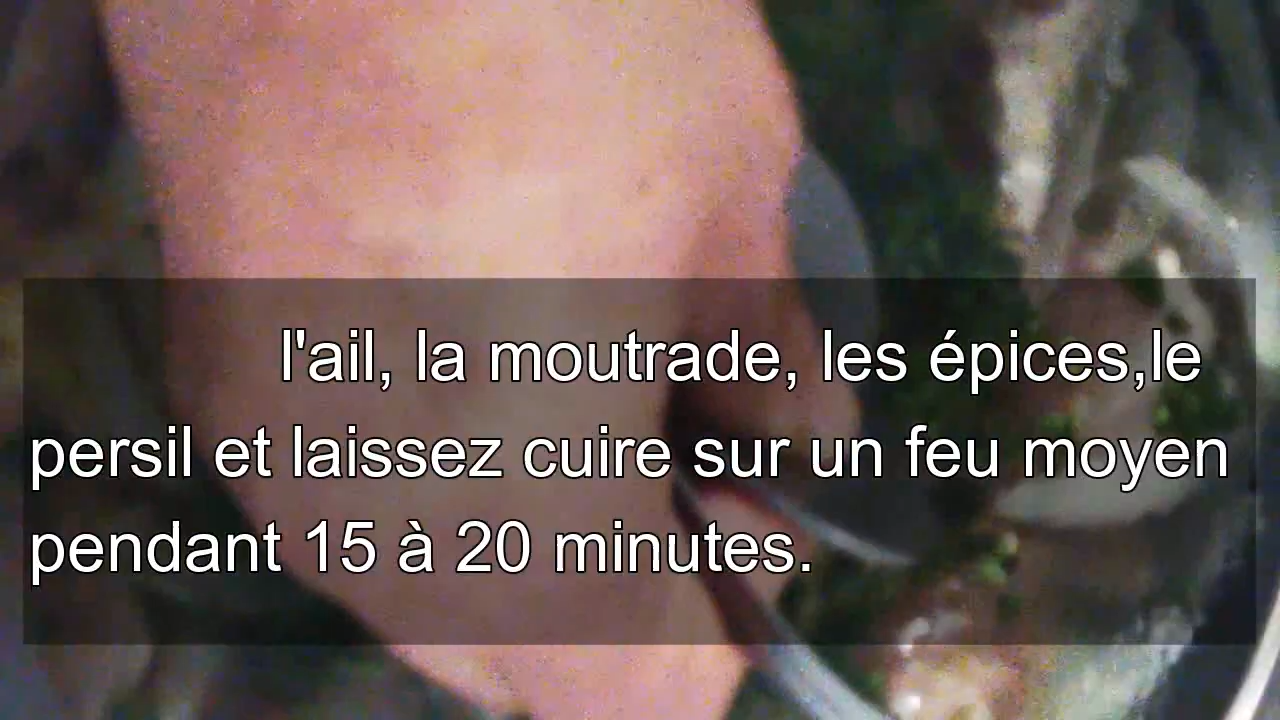 l'ail, la moutrade, les épices,le
persil et laissez cuire sur un feu moyen
pendant 15 à 20 minutes.